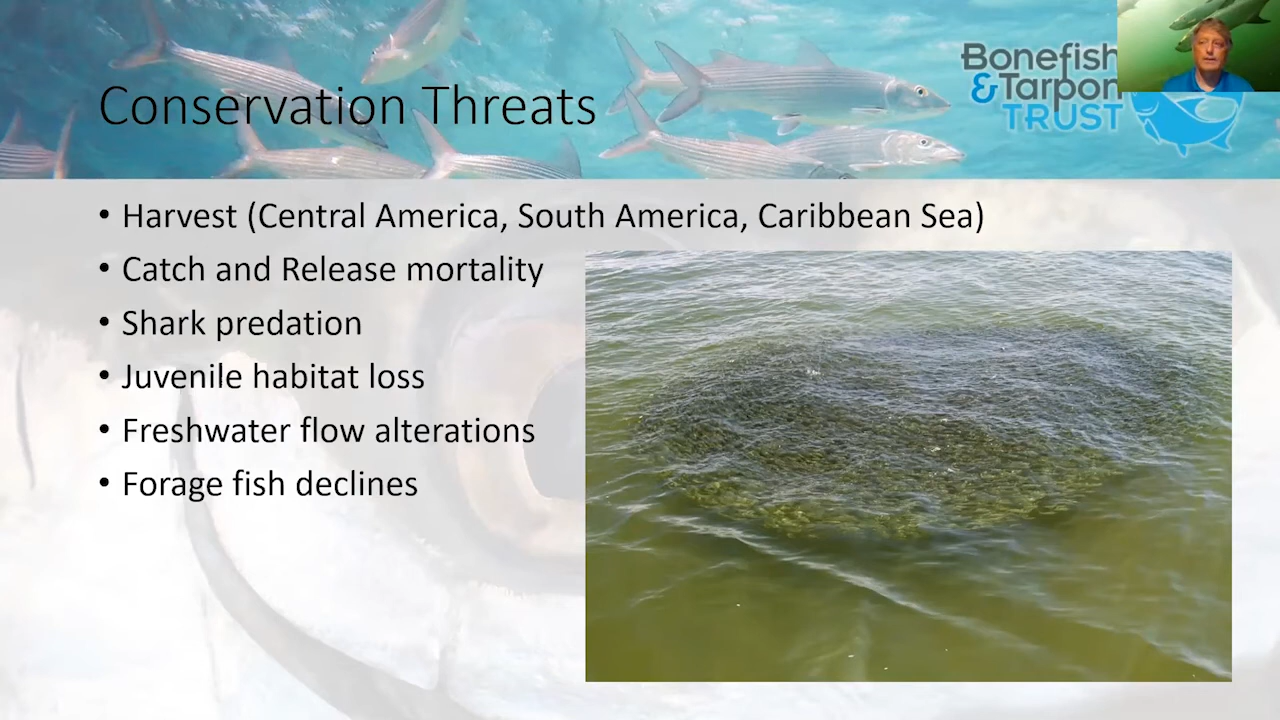 Conservation Threats
Bonefish
& Tarpon
TRUST
• Harvest (Central America, South America, Caribbean Sea)
• Catch and Release mortality
• Shark predation
• Juvenile habitat loss
• Freshwater flow alterations
• Forage fish declines